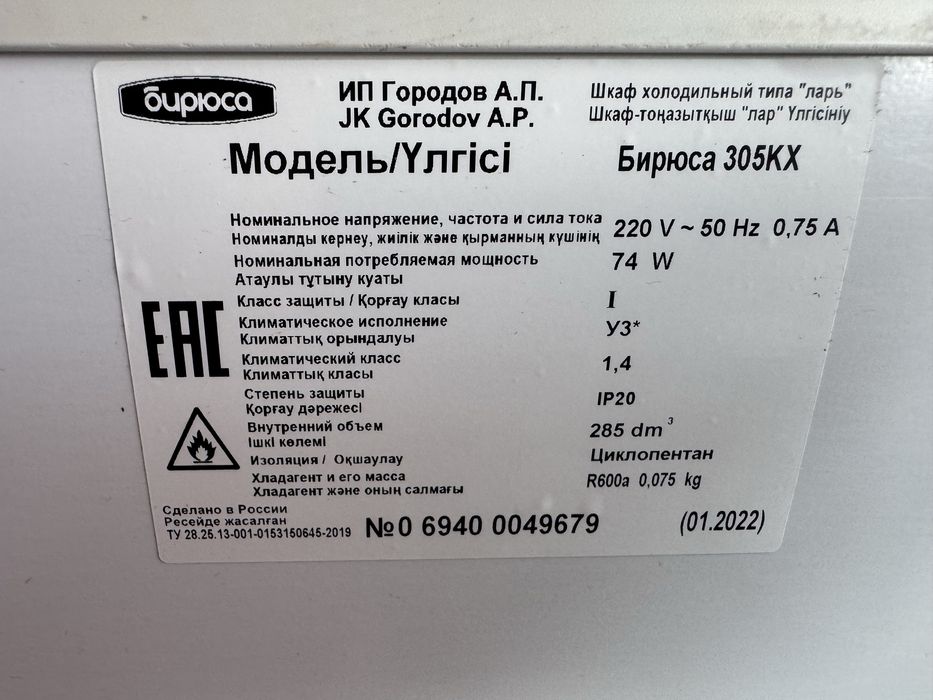 бирюса
ИП Городов А.П.
JK Gorodov A.P.
Шкаф холодильный типа "ларь"
Шкаф-тоңазытқыш "лар" Үлгісініу
Модель/Үлгісі Бирюса 305КХ
Номинальное напряжение, частота и сила тока
Номиналды кернеу, жиілік және қырманның күшінің
220 V ~ 50 Hz 0,75 A
Номинальная потребляемая мощность
Атаулы тұтыну қуаты
74 W
Класс защиты / Қорғау класы I
Климатическое исполнение
Климаттық орындалуы
У3*
Климатический класс
Климаттық класы
1,4
Степень защиты
Қорғау дәрежесі
IP20
Внутренний объем
Ішкі көлемі
285 dm³
Изоляция / Оқшаулау Циклопентан
Хладагент и его масса
Хладагент және оның салмағы
R600a 0,075 kg
EAC
Сделано в России
Ресейде жасалған
ТУ 28.25.13-001-0153150645-2019
№0 6940 0049679 (01.2022)